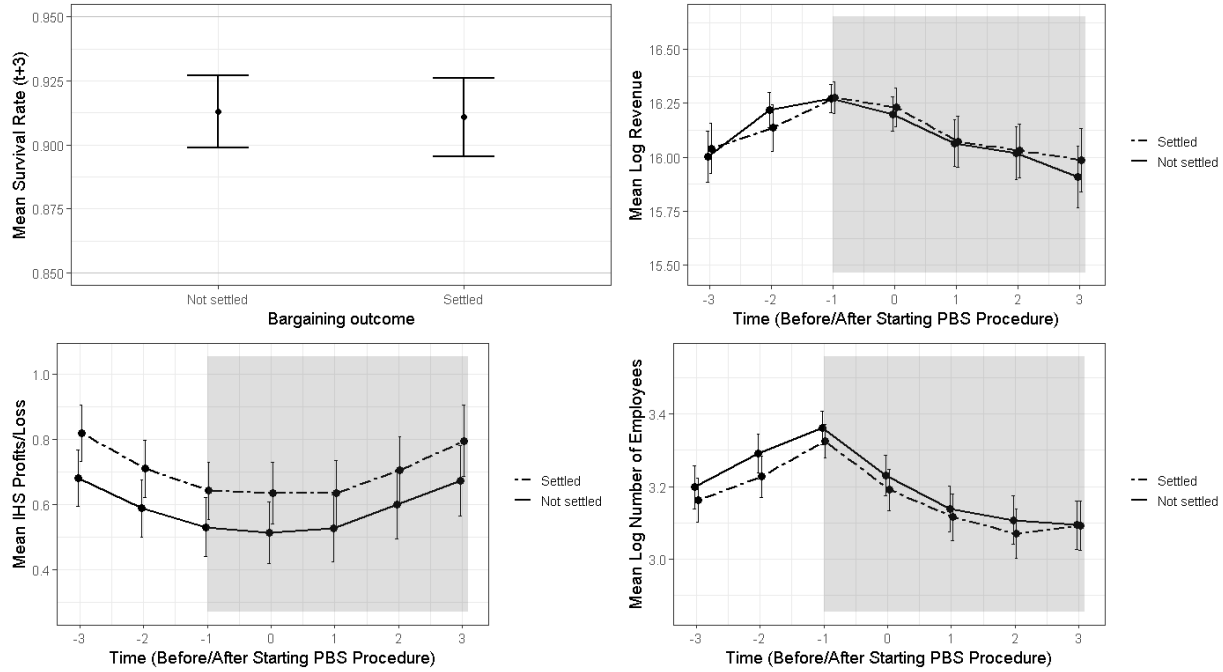 Mean Survival Rate (t+3)
0.950
0.925
0.900
0.875
0.850
Not settled
Settled
Bargaining outcome
Mean Log Revenue
16.50
16.25
16.00
15.75
15.50
-3 -2 -1 0 1 2 3
Time (Before/After Starting PBS Procedure)
Settled
Not settled
Mean IHS Profits/Loss
1.0
0.8
0.6
0.4
-3 -2 -1 0 1 2 3
Time (Before/After Starting PBS Procedure)
Settled
Not settled
Mean Log Number of Employees
3.4
3.2
3.0
-3 -2 -1 0 1 2 3
Time (Before/After Starting PBS Procedure)
Settled
Not settled